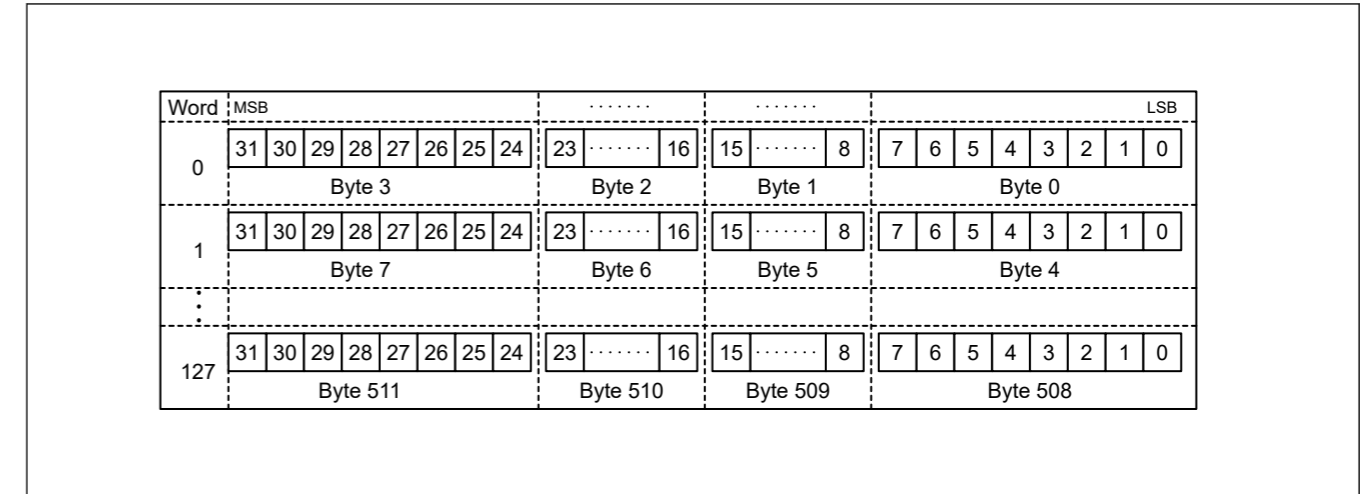 Word MSB ······· ······· LSB
0 31 30 29 28 27 26 25 24 23 ······· 16 15 ······· 8 7 6 5 4 3 2 1 0
Byte 3 Byte 2 Byte 1 Byte 0
1 31 30 29 28 27 26 25 24 23 ······· 16 15 ······· 8 7 6 5 4 3 2 1 0
Byte 7 Byte 6 Byte 5 Byte 4
⋮
127 31 30 29 28 27 26 25 24 23 ······· 16 15 ······· 8 7 6 5 4 3 2 1 0
Byte 511 Byte 510 Byte 509 Byte 508